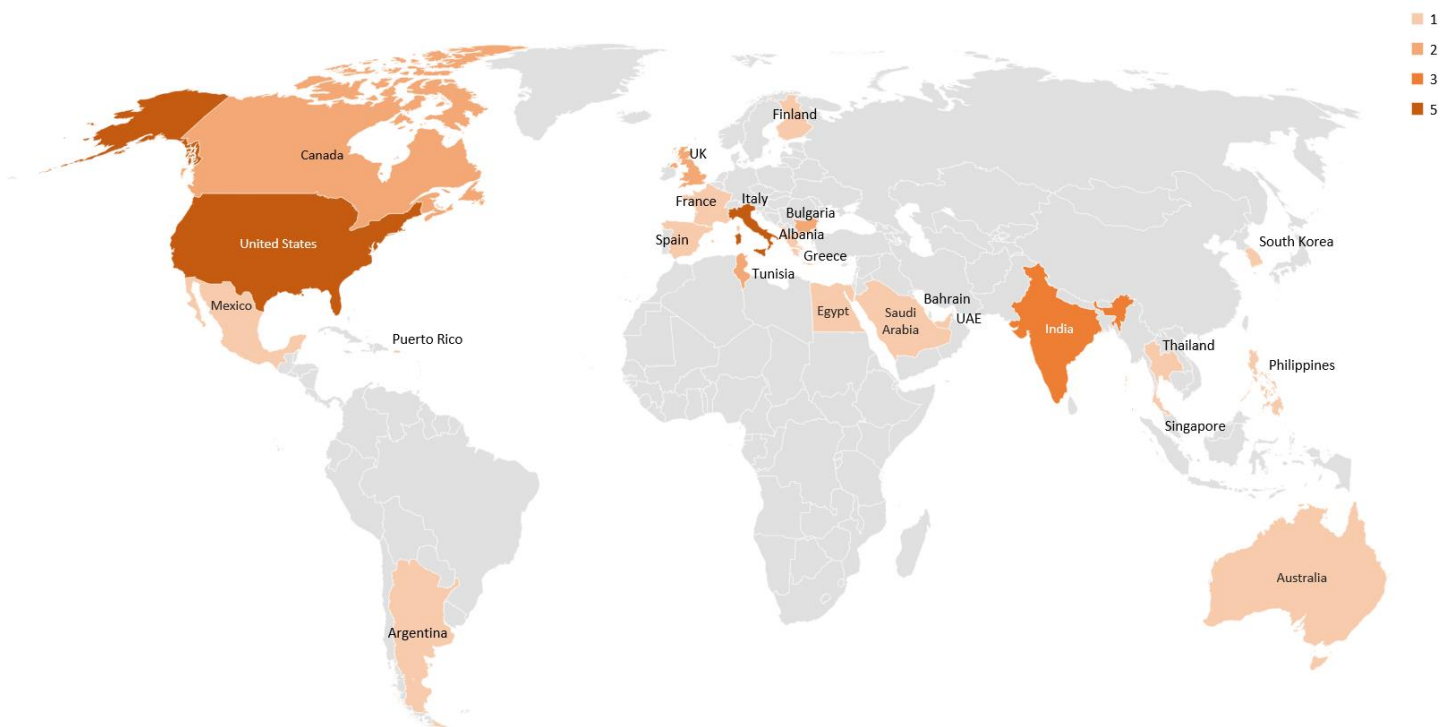 1
2
3
5
Finland
Canada
UK
France
Italy
Bulgaria
United States
Spain
Albania
Greece
South Korea
Tunisia
Mexico
Egypt
Saudi
Arabia
Bahrain
UAE
India
Puerto Rico
Thailand
Philippines
Singapore
Australia
Argentina